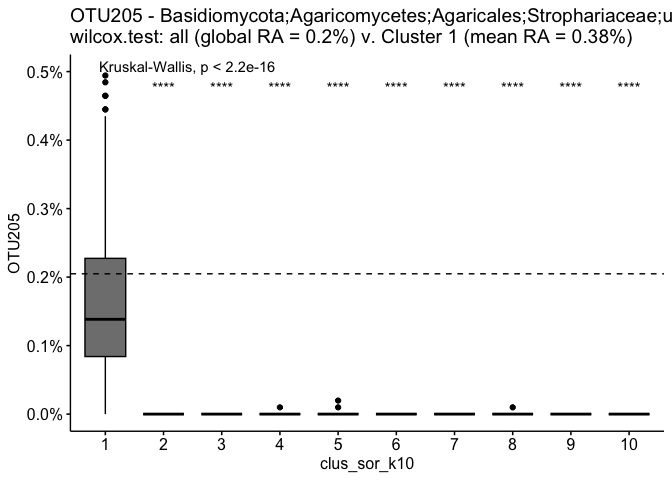 OTU205 - Basidiomycota;Agaricomycetes;Agaricales;Strophariaceae;u
wilcox.test: all (global RA = 0.2%) v. Cluster 1 (mean RA = 0.38%)
Kruskal-Wallis, p < 2.2e-16
**** **** **** **** **** **** **** **** ****
0.5%
0.4%
0.3%
0.2%
0.1%
0.0%
OTU205
1 2 3 4 5 6 7 8 9 10
clus_sor_k10